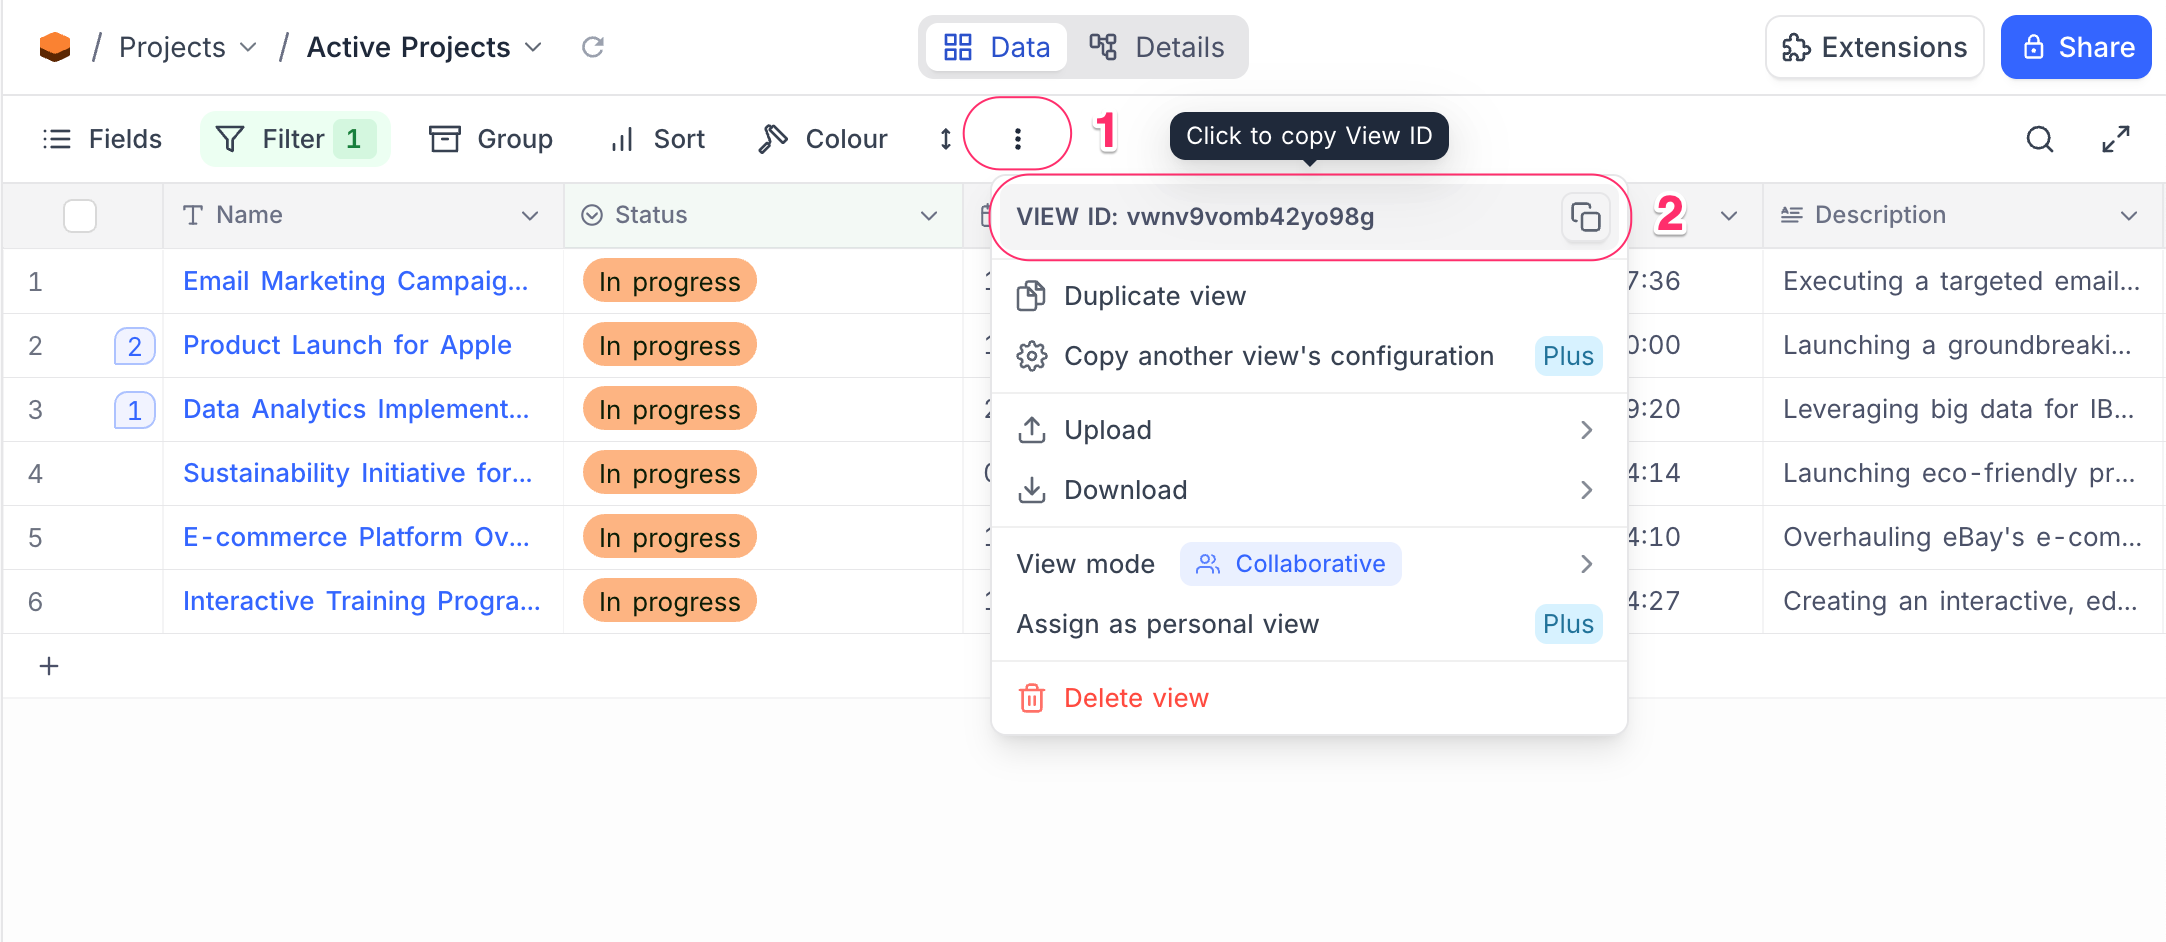 / Projects / Active Projects
Data Details
Extensions Share
Fields Filter 1 Group Sort Colour
1
Click to copy View ID
Name Status Description
VIEW ID: vwnv9vomb42yo98g
2
1 Email Marketing Campaig... In progress 7:36 Executing a targeted email...
Duplicate view
2 2 Product Launch for Apple In progress 0:00 Launching a groundbreaki...
Copy another view's configuration Plus
3 1 Data Analytics Implement... In progress 9:20 Leveraging big data for IB...
Upload
4 Sustainability Initiative for... In progress 4:14 Launching eco-friendly pr...
Download
5 E-commerce Platform Ov... In progress 4:10 Overhauling eBay's e-com...
View mode Collaborative
6 Interactive Training Progra... In progress 4:27 Creating an interactive, ed...
Assign as personal view Plus
+
Delete view